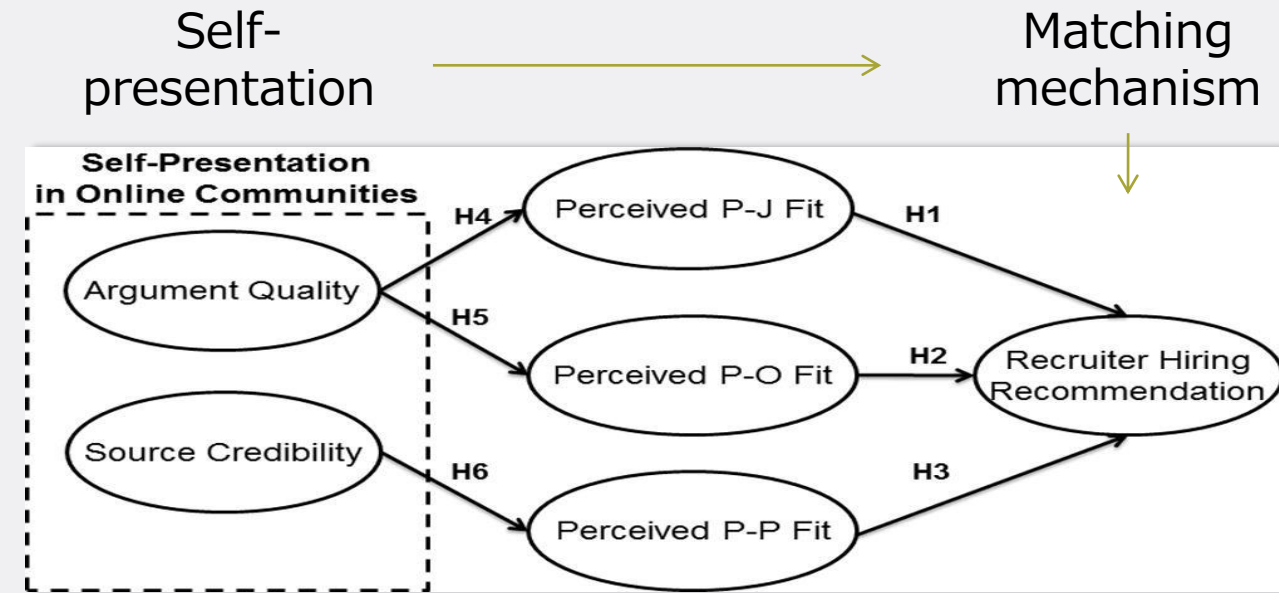 Self-
presentation
Matching
mechanism
Self-Presentation
in Online Communities
Argument Quality
Source Credibility
H4
H5
H6
Perceived P-J Fit
Perceived P-O Fit
Perceived P-P Fit
H1
H2
H3
Recruiter Hiring
Recommendation